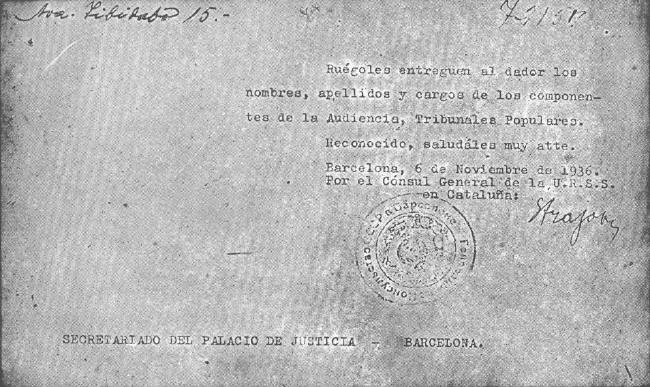 Ava. Tibidabo 15.-
Ruégoles entreguen al dador los
nombres, apellidos y cargos de los componen-
tes de la Audiencia, Tribunales Populares.
Reconocido, saludáles muy atte.
Barcelona, 6 de Noviembre de 1936.
Por el Cónsul General de la U.R.S.S.
en Cataluña:
SECRETARIADO DEL PALACIO DE JUSTICIA - BARCELONA.